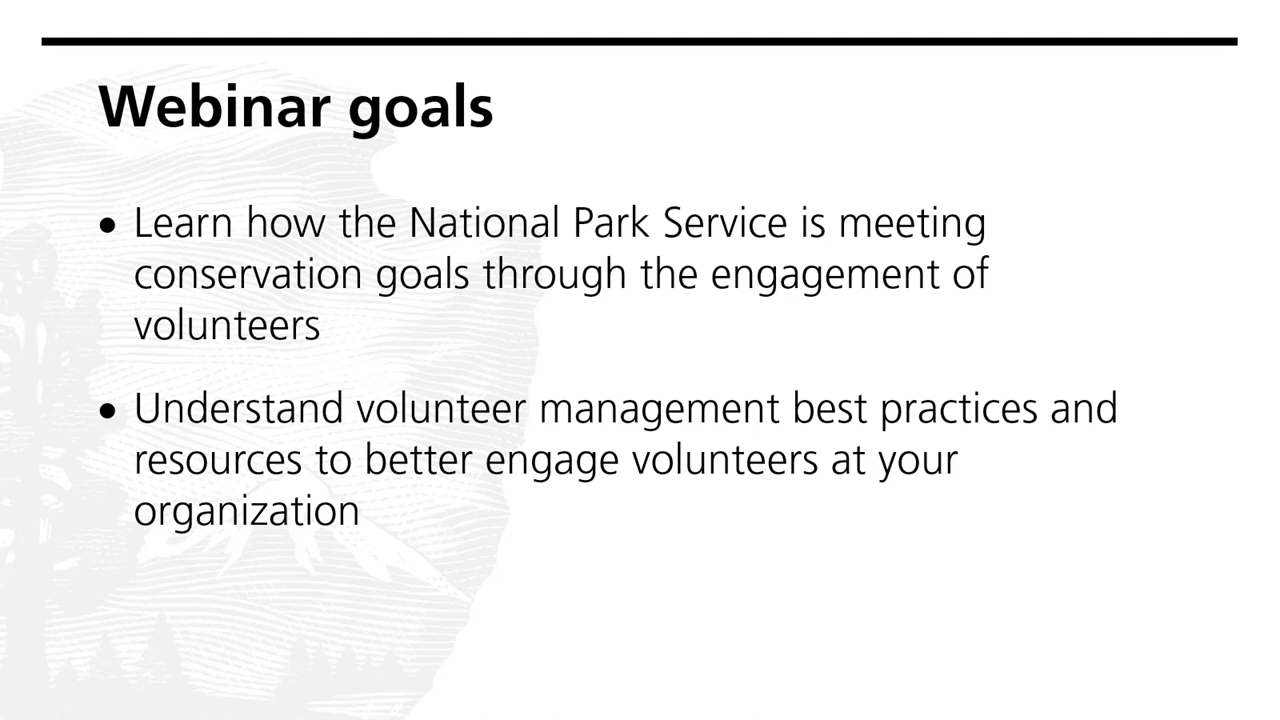 Webinar goals
• Learn how the National Park Service is meeting
conservation goals through the engagement of
volunteers
• Understand volunteer management best practices and
resources to better engage volunteers at your
organization